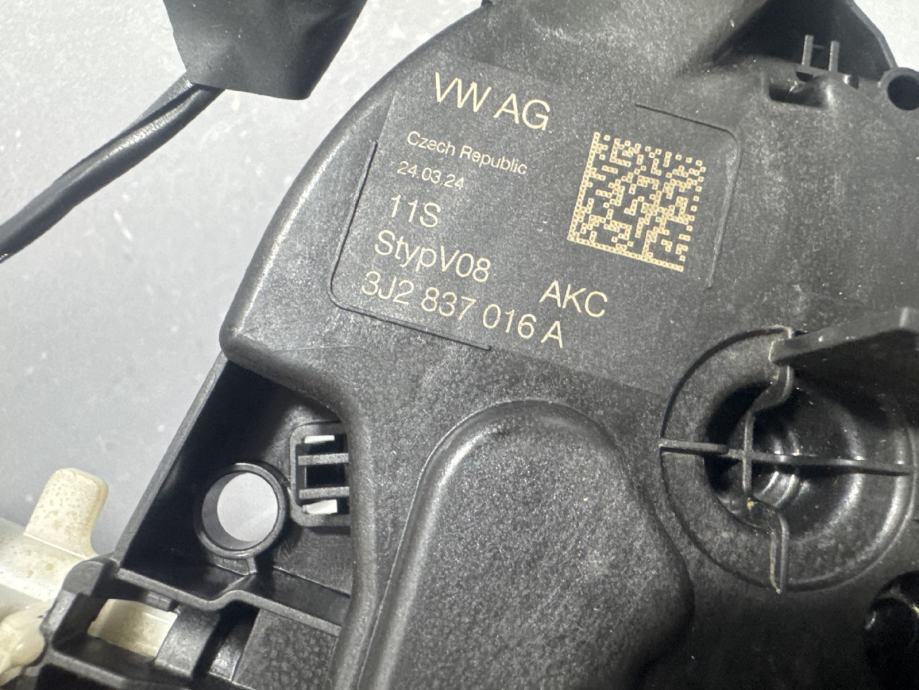 VW AG
Czech Republic
24.03.24
11S
StypV08
AKC
3J2 837 016 A